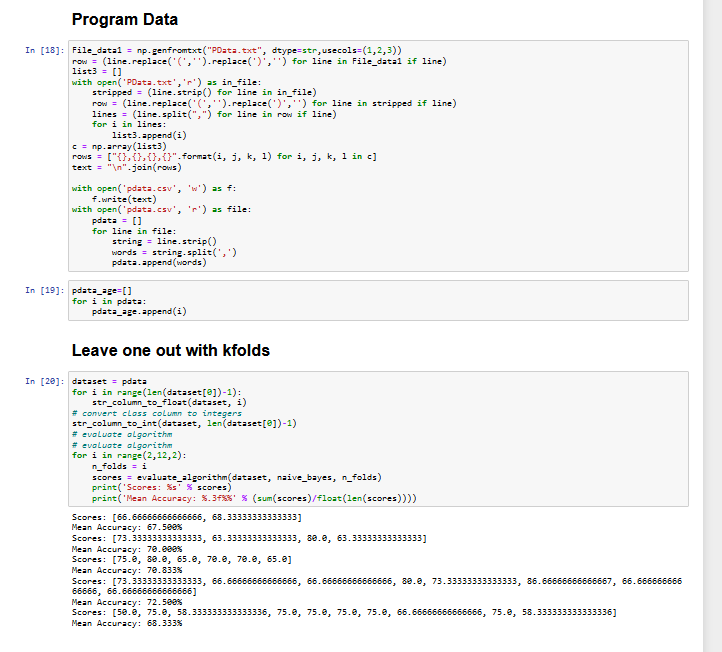 Program Data
In [18]: File_data1 = np.genfromtxt("PData.txt", dtype=str,usecols=(1,2,3))
row = (line.replace('(','').replace(')','') for line in File_data1 if line)
list3 = []
with open('PData.txt','r') as in_file:
    stripped = (line.strip() for line in in_file)
    row = (line.replace('(','').replace(')','') for line in stripped if line)
    lines = (line.split(",") for line in row if line)
    for i in lines:
        list3.append(i)
c = np.array(list3)
rows = ["{},{},{},{}".format(i, j, k, l) for i, j, k, l in c]
text = "\n".join(rows)

with open('pdata.csv', 'w') as f:
    f.write(text)
with open('pdata.csv', 'r') as file:
    pdata = []
    for line in file:
        string = line.strip()
        words = string.split(',')
        pdata.append(words)
In [19]: pdata_age=[]
for i in pdata:
    pdata_age.append(i)
Leave one out with kfolds
In [20]: dataset = pdata
for i in range(len(dataset[0])-1):
    str_column_to_float(dataset, i)
# convert class column to integers
str_column_to_int(dataset, len(dataset[0])-1)
# evaluate algorithm
# evaluate algorithm
for i in range(2,12,2):
    n_folds = i
    scores = evaluate_algorithm(dataset, naive_bayes, n_folds)
    print('Scores: %s' % scores)
    print('Mean Accuracy: %.3f%%' % (sum(scores)/float(len(scores))))
Scores: [66.66666666666666, 68.33333333333333]
Mean Accuracy: 67.500%
Scores: [73.33333333333333, 63.33333333333333, 80.0, 63.33333333333333]
Mean Accuracy: 70.000%
Scores: [75.0, 80.0, 65.0, 70.0, 70.0, 65.0]
Mean Accuracy: 70.833%
Scores: [73.33333333333333, 66.66666666666666, 66.66666666666666, 80.0, 73.33333333333333, 86.66666666666667, 66.666666666
66666, 66.66666666666666]
Mean Accuracy: 72.500%
Scores: [50.0, 75.0, 58.333333333333336, 75.0, 75.0, 75.0, 75.0, 66.66666666666666, 75.0, 58.333333333333336]
Mean Accuracy: 68.333%